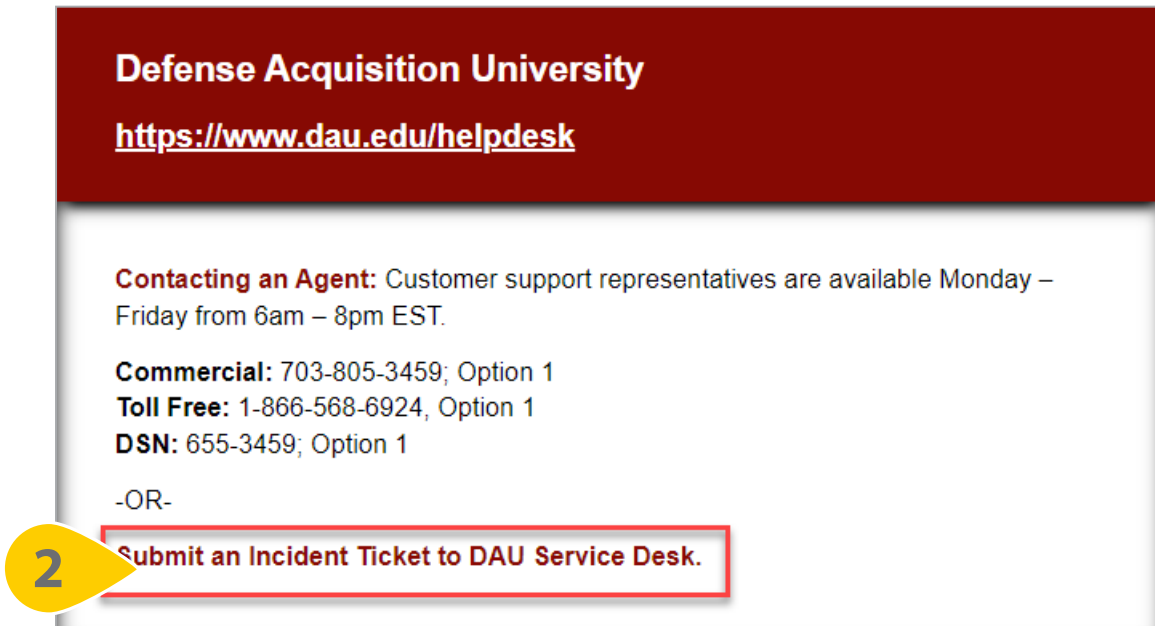 Defense Acquisition University
https://www.dau.edu/helpdesk
Contacting an Agent: Customer support representatives are available Monday –
Friday from 6am – 8pm EST.
Commercial: 703-805-3459; Option 1
Toll Free: 1-866-568-6924, Option 1
DSN: 655-3459; Option 1
-OR-
2
Submit an Incident Ticket to DAU Service Desk.